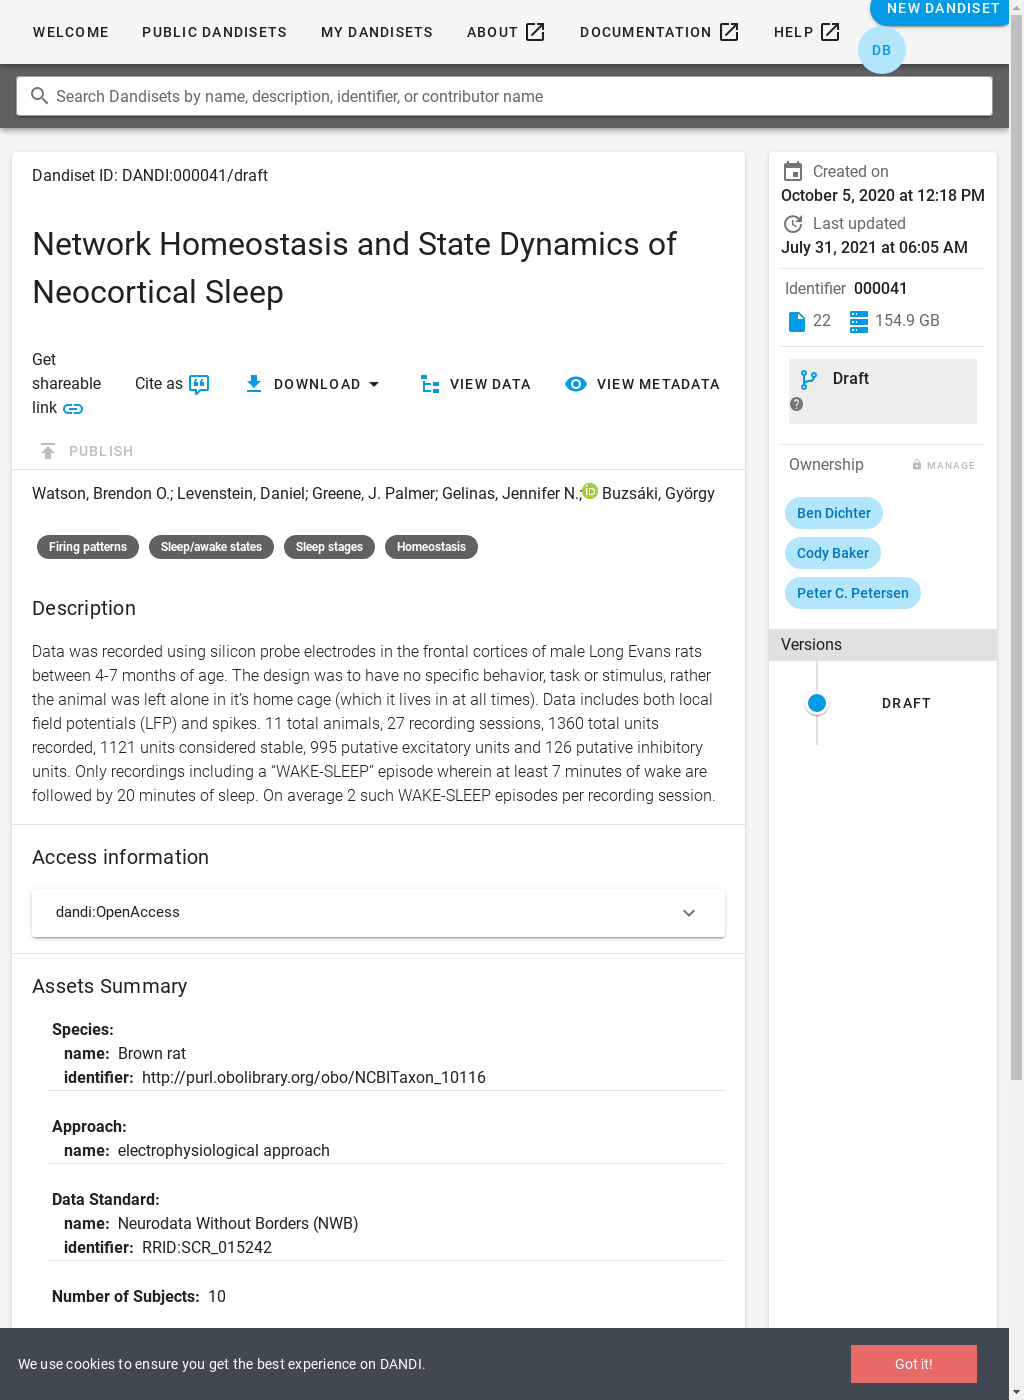 WELCOME
PUBLIC DANDISETS
MY DANDISETS
ABOUT
DOCUMENTATION
HELP
NEW DANDISET
DB
Search Dandisets by name, description, identifier, or contributor name
Dandiset ID: DANDI:000041/draft
Network Homeostasis and State Dynamics of
Neocortical Sleep
Get
shareable
link
Cite as
DOWNLOAD
VIEW DATA
VIEW METADATA
PUBLISH
Watson, Brendon O.; Levenstein, Daniel; Greene, J. Palmer; Gelinas, Jennifer N.; iD Buzsáki, György
Firing patterns
Sleep/awake states
Sleep stages
Homeostasis
Description
Data was recorded using silicon probe electrodes in the frontal cortices of male Long Evans rats
between 4-7 months of age. The design was to have no specific behavior, task or stimulus, rather
the animal was left alone in it’s home cage (which it lives in at all times). Data includes both local
field potentials (LFP) and spikes. 11 total animals, 27 recording sessions, 1360 total units
recorded, 1121 units considered stable, 995 putative excitatory units and 126 putative inhibitory
units. Only recordings including a “WAKE-SLEEP” episode wherein at least 7 minutes of wake are
followed by 20 minutes of sleep. On average 2 such WAKE-SLEEP episodes per recording session.
Access information
dandi:OpenAccess
Assets Summary
Species:
name: Brown rat
identifier: http://purl.obolibrary.org/obo/NCBITaxon_10116
Approach:
name: electrophysiological approach
Data Standard:
name: Neurodata Without Borders (NWB)
identifier: RRID:SCR_015242
Number of Subjects: 10
Created on
October 5, 2020 at 12:18 PM
Last updated
July 31, 2021 at 06:05 AM
Identifier 000041
22
154.9 GB
Draft
Ownership
MANAGE
Ben Dichter
Cody Baker
Peter C. Petersen
Versions
DRAFT
We use cookies to ensure you get the best experience on DANDI.
Got it!